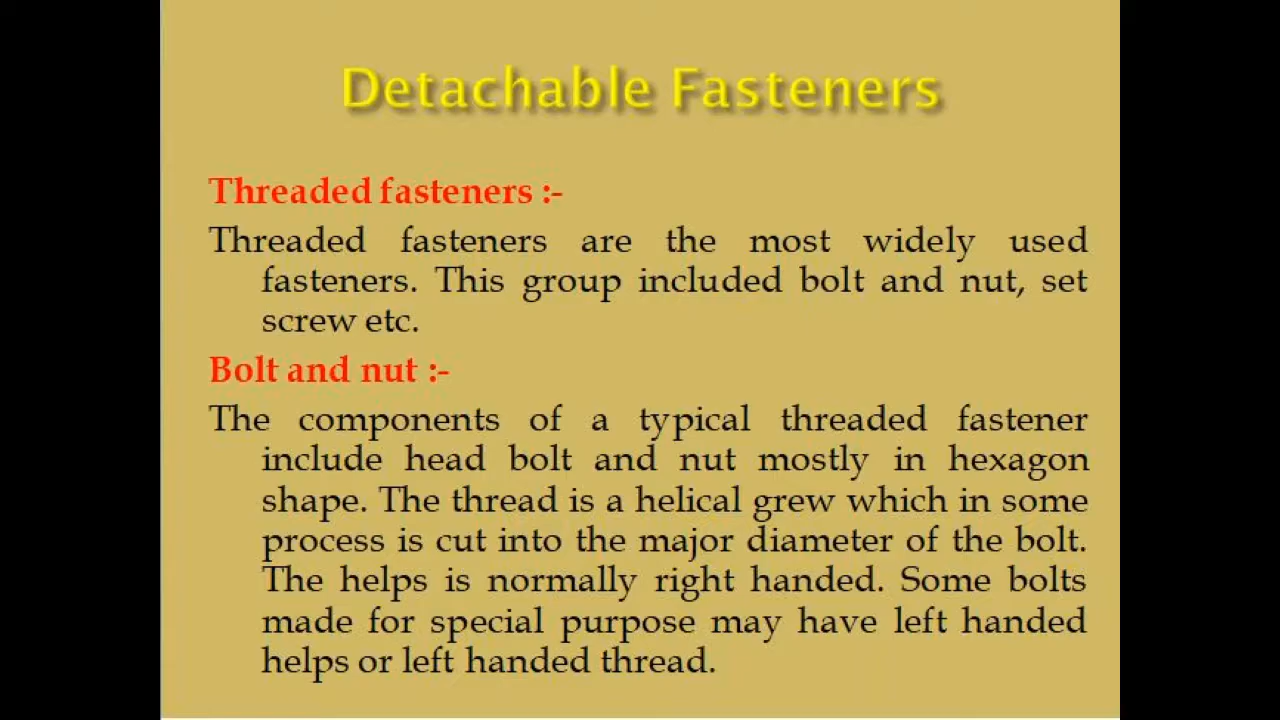 Detachable Fasteners
Threaded fasteners :-
Threaded fasteners are the most widely used
fasteners. This group included bolt and nut, set
screw etc.
Bolt and nut :-
The components of a typical threaded fastener
include head bolt and nut mostly in hexagon
shape. The thread is a helical grew which in some
process is cut into the major diameter of the bolt.
The helps is normally right handed. Some bolts
made for special purpose may have left handed
helps or left handed thread.